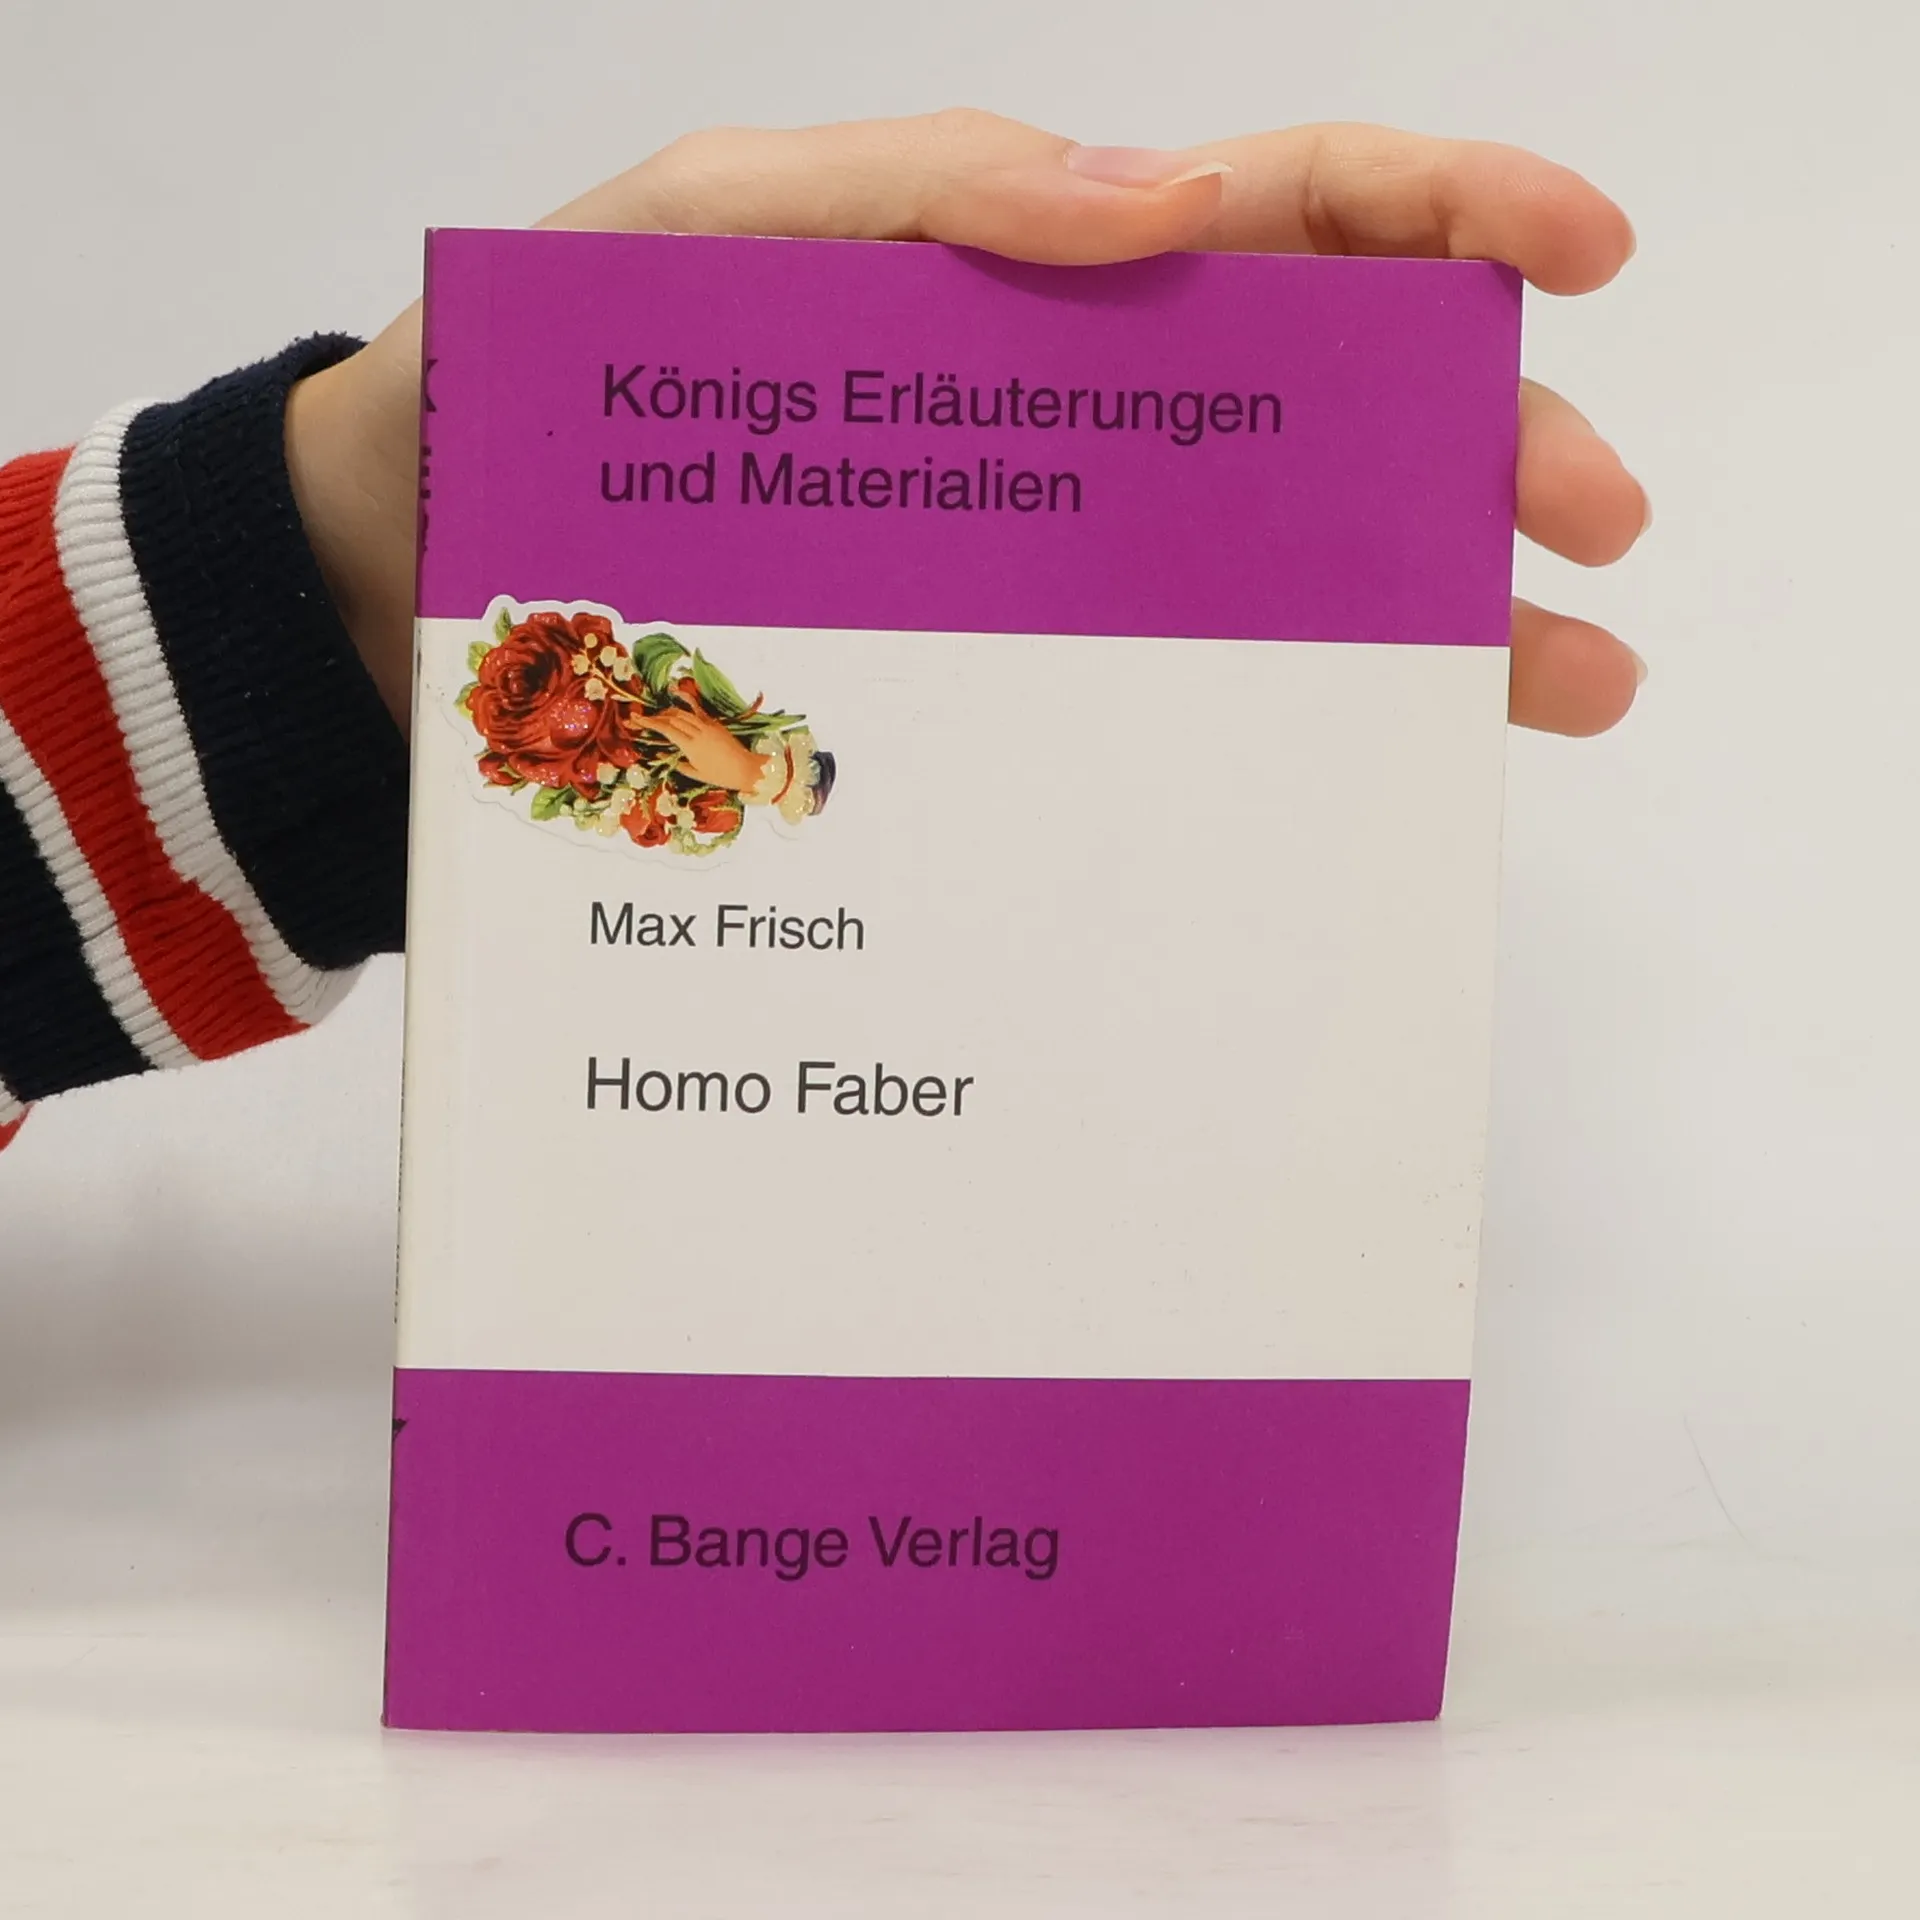 Königs Erläuterungen
und Materialien
Max Frisch
Homo Faber
C. Bange Verlag